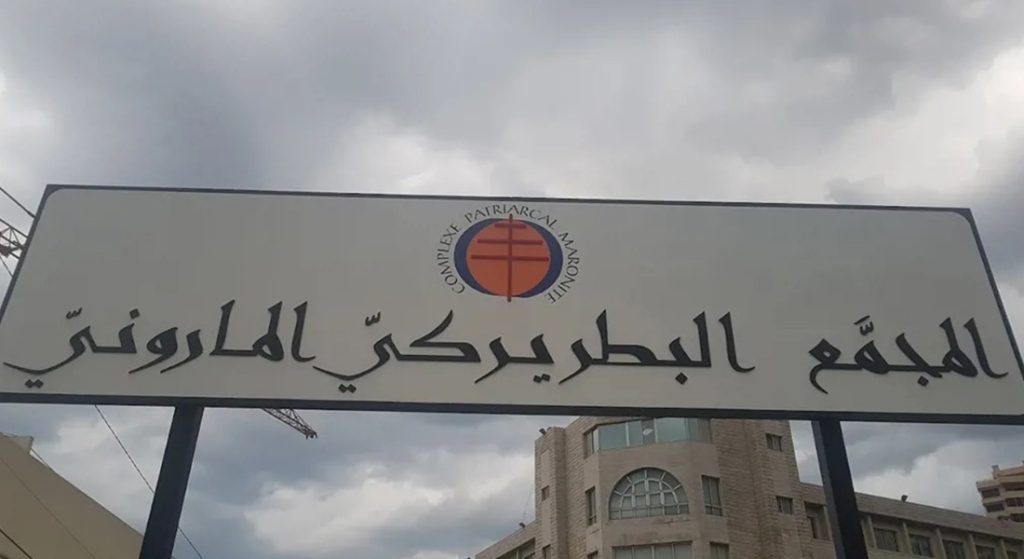 COMPLEXE PATRIARCAL MARONITE
المجمَّع البطريركيّ المارونيّ